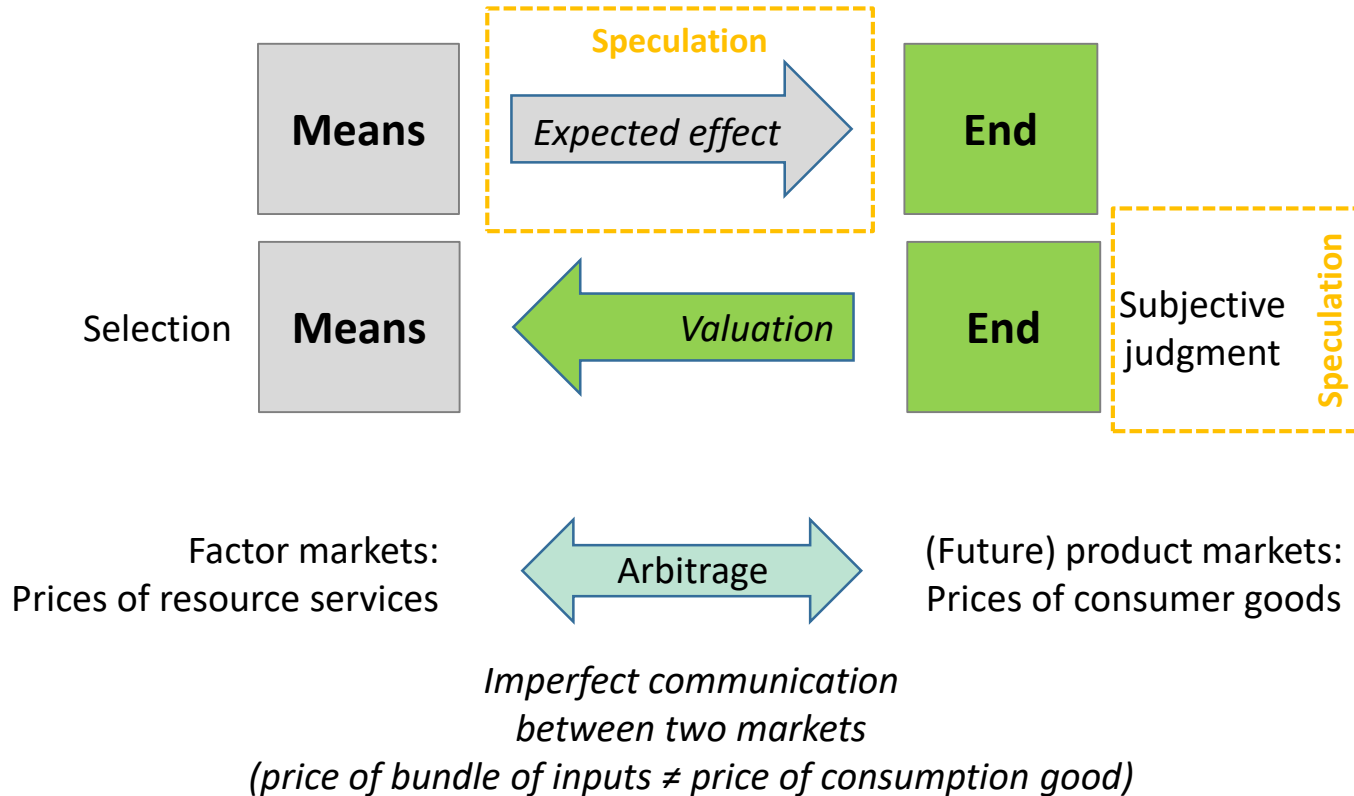 Speculation
Means
Expected effect
End
Selection
Means
Valuation
End
Subjective
judgment
Speculation
Factor markets:
Prices of resource services
Arbitrage
(Future) product markets:
Prices of consumer goods
Imperfect communication
between two markets
(price of bundle of inputs ≠ price of consumption good)